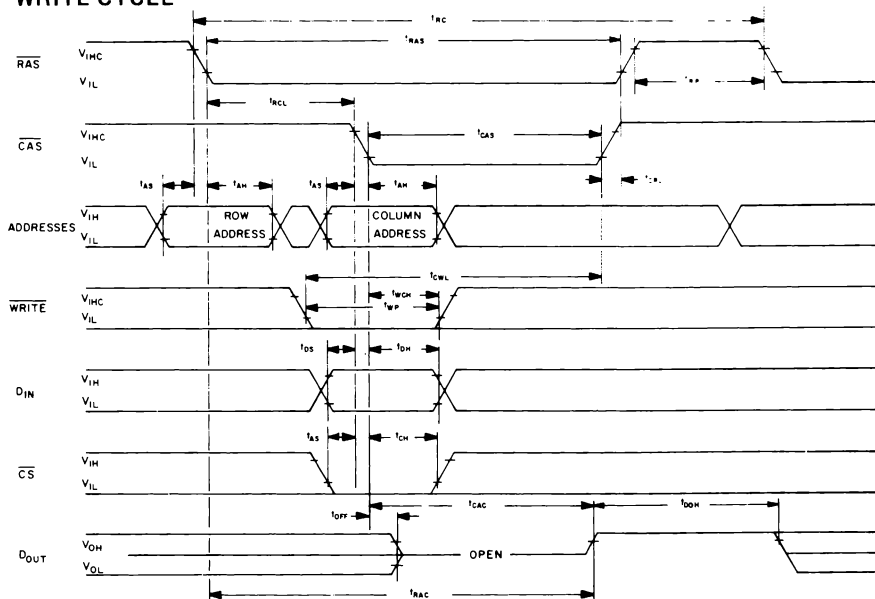 WRITE CYCLE
tRC
tRAS
RAS
VIHC
VIL
tRP
tRCL
CAS
VIHC
VIL
tCAS
tAS
tAH
tAS
tAH
ADDRESSES
VIH
VIL
ROW ADDRESS
COLUMN ADDRESS
tCWL
WRITE
VIHC
VIL
tWCH
tWP
tDS
tDH
DIN
VIH
VIL
tAS
tCH
CS
VIH
VIL
tCAC
tOFF
tDOH
DOUT
VOH
VOL
OPEN
tRAC